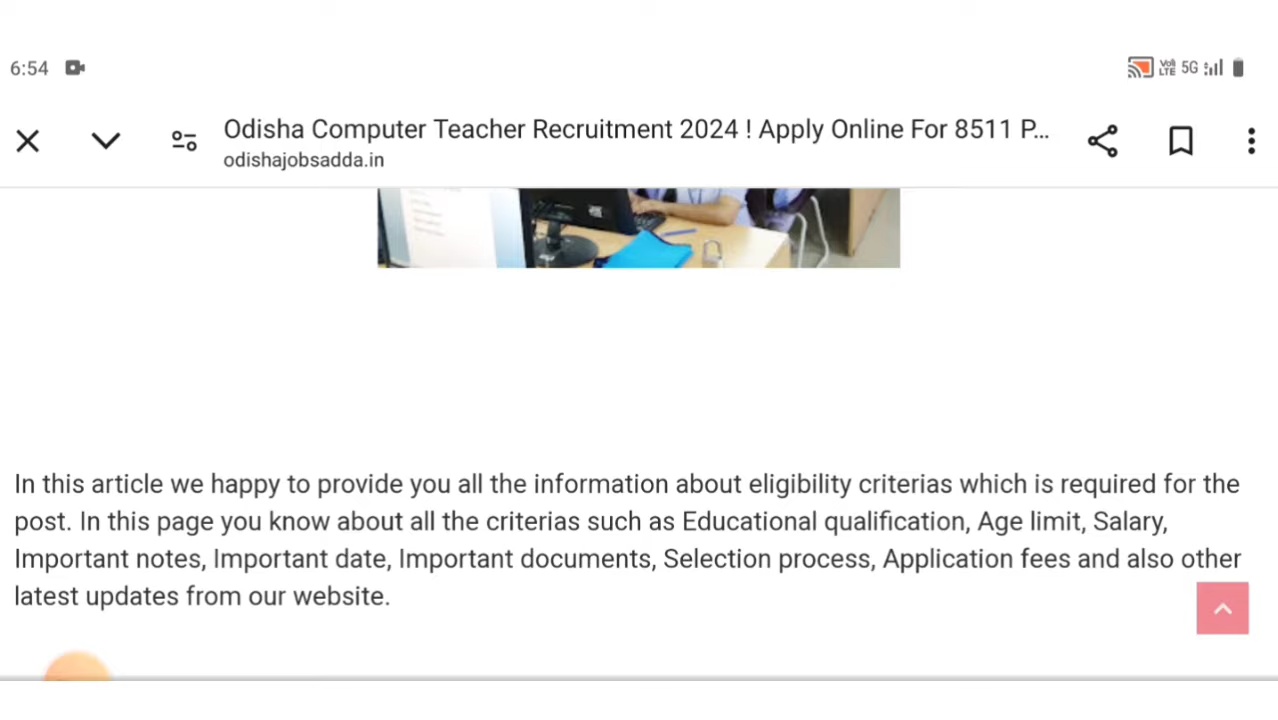 6:54 Vol LTE 5G
Odisha Computer Teacher Recruitment 2024 ! Apply Online For 8511 P...
odishajobsadda.in
In this article we happy to provide you all the information about eligibility criterias which is required for the
post. In this page you know about all the criterias such as Educational qualification, Age limit, Salary,
Important notes, Important date, Important documents, Selection process, Application fees and also other
latest updates from our website.